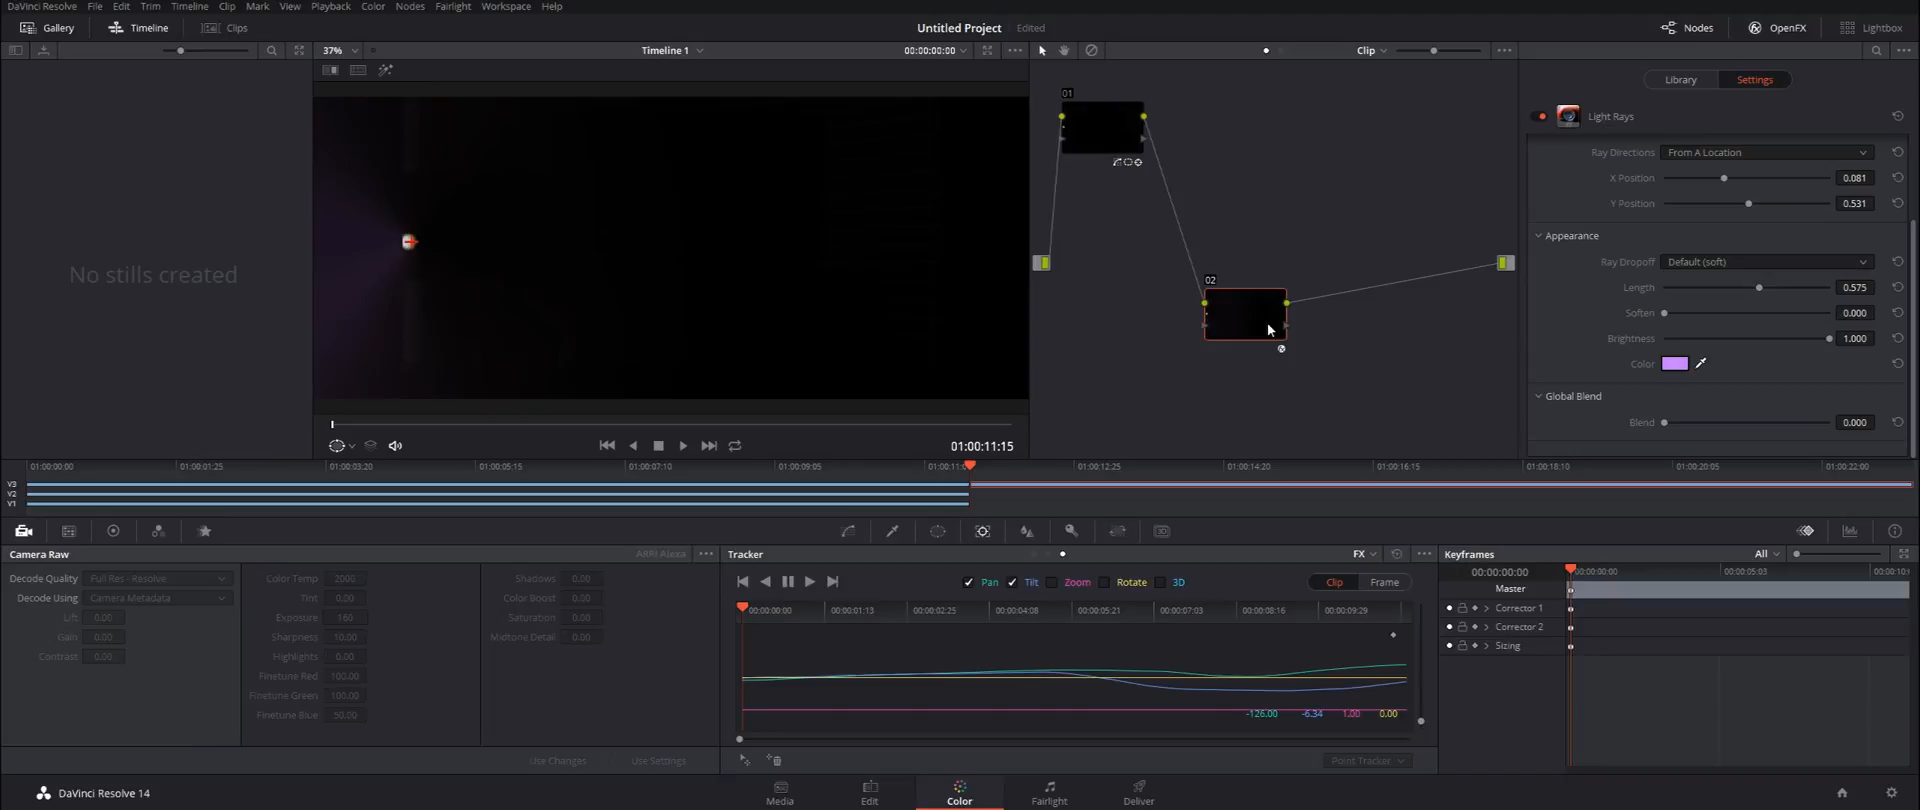 DaVinci Resolve File Edit Trim Timeline Clip Mark View Playback Color Nodes Fairlight Workspace Help
Gallery Timeline Clips Untitled Project Edited Nodes OpenFX Lightbox
37% Timeline 1 00:00:00:00 Clip
Library Settings
Light Rays
Ray Directions From A Location
X Position 0.081
Y Position 0.531
Appearance
Ray Dropoff Default (soft)
Length 0.575
Soften 0.000
Brightness 1.000
Color
Global Blend
Blend 0.000
No stills created
01
02
01:00:11:15
01:00:00:00 01:00:01:25 01:00:03:20 01:00:05:15 01:00:07:10 01:00:09:05 01:00:12:25 01:00:14:20 01:00:16:15 01:00:18:10 01:00:20:05 01:00:22:00
V3
V2
V1
Camera Raw ARRI Alexa
Decode Quality Full Res - Resolve
Decode Using Camera Metadata
Lift 0.00
Gain 0.00
Contrast 0.00
Color Temp 2000
Tint 0.00
Exposure 160
Sharpness 10.00
Highlights 0.00
Finetune Red 100.00
Finetune Green 100.00
Finetune Blue 50.00
Shadows 0.00
Color Boost 0.00
Saturation 0.00
Midtone Detail 0.00
Use Changes Use Settings
Tracker FX
Pan Tilt Zoom Rotate 3D Clip Frame
00:00:00:00 00:00:01:13 00:00:02:25 00:00:04:08 00:00:05:21 00:00:07:03 00:00:08:16 00:00:09:29
-126.00 -6.34 1.00 0.00
Point Tracker
Keyframes All
00:00:00:00 00:00:00:00 00:00:05:03
Master
Corrector 1
Corrector 2
Sizing
DaVinci Resolve 14 Media Edit Color Fairlight Deliver